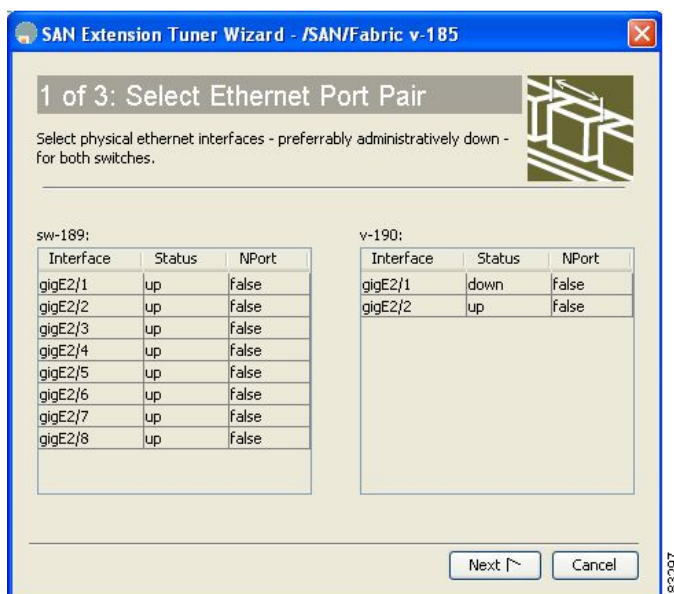 SAN Extension Tuner Wizard - /SAN/Fabric v-185
1 of 3: Select Ethernet Port Pair
Select physical ethernet interfaces - preferrably administratively down -
for both switches.
sw-189:
Interface Status NPort
gigE2/1 up false
gigE2/2 up false
gigE2/3 up false
gigE2/4 up false
gigE2/5 up false
gigE2/6 up false
gigE2/7 up false
gigE2/8 up false
v-190:
Interface Status NPort
gigE2/1 down false
gigE2/2 up false
Next Cancel
83297